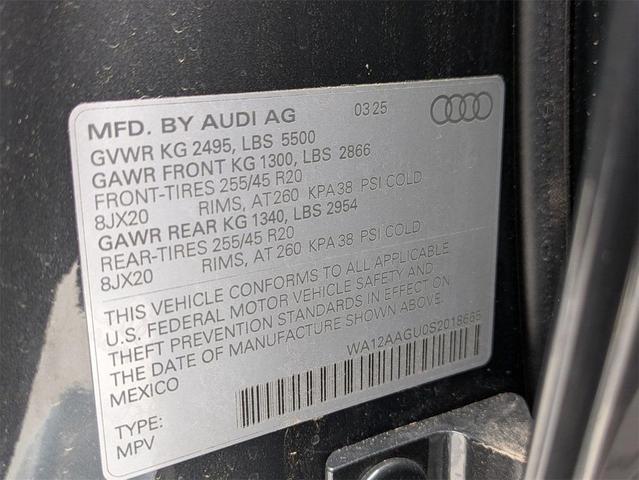 MFD. BY AUDI AG 03 25
GVWR KG 2495, LBS 5500
GAWR FRONT KG 1300, LBS 2866
FRONT-TIRES 255/45 R20
8JX20 RIMS, AT 260 KPA 38 PSI COLD
GAWR REAR KG 1340, LBS 2954
REAR-TIRES 255/45 R20
8JX20 RIMS, AT 260 KPA 38 PSI COLD
THIS VEHICLE CONFORMS TO ALL APPLICABLE
U.S. FEDERAL MOTOR VEHICLE SAFETY AND
THEFT PREVENTION STANDARDS IN EFFECT ON
THE DATE OF MANUFACTURE SHOWN ABOVE.
MEXICO WA12AAGU0S2018665
TYPE:
MPV